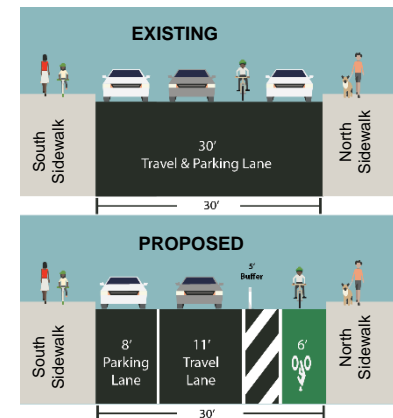 EXISTING
South
Sidewalk
30'
Travel & Parking Lane
North
Sidewalk
30'
PROPOSED
5'
Buffer
South
Sidewalk
8'
Parking
Lane
11'
Travel
Lane
6'
North
Sidewalk
30'